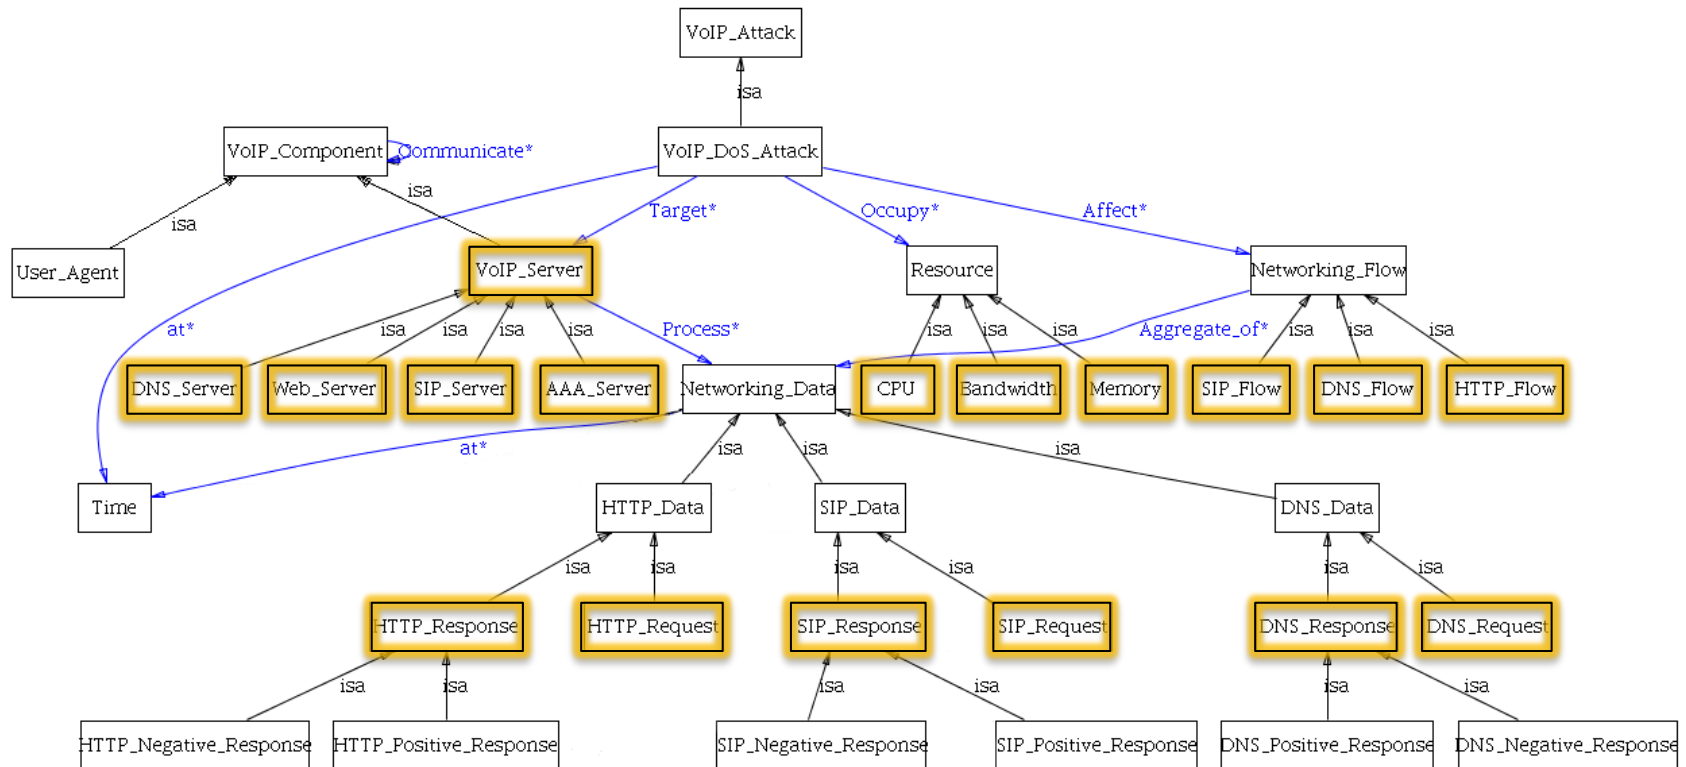 VoIP_Attack
isa
VoIP_Component
Communicate*
VoIP_DoS_Attack
isa
isa
Target*
Occupy*
Affect*
User_Agent
VoIP_Server
Resource
Networking_Flow
at*
isa
isa
isa
isa
Process*
isa
isa
isa
Aggregate_of*
isa
isa
isa
DNS_Server
Web_Server
SIP_Server
AAA_Server
Networking_Data
CPU
Bandwidth
Memory
SIP_Flow
DNS_Flow
HTTP_Flow
at*
isa
isa
isa
Time
HTTP_Data
SIP_Data
DNS_Data
isa
isa
isa
isa
isa
isa
HTTP_Response
HTTP_Request
SIP_Response
SIP_Request
DNS_Response
DNS_Request
isa
isa
isa
isa
isa
isa
HTTP_Negative_Response
HTTP_Positive_Response
SIP_Negative_Response
SIP_Positive_Response
DNS_Positive_Response
DNS_Negative_Response